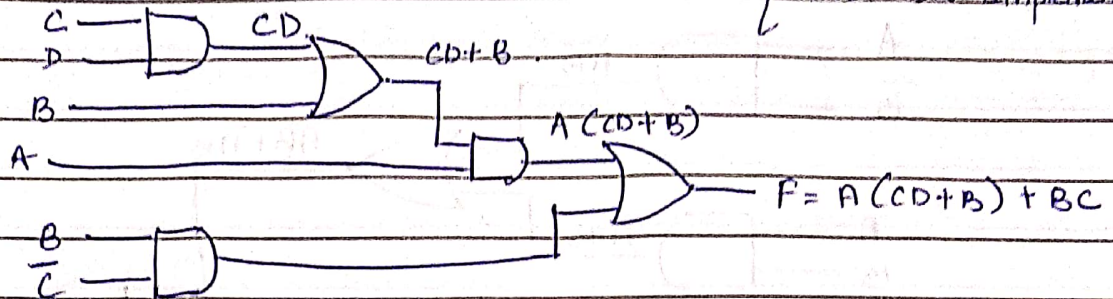 C
CD
D
CD+B
B
A (CD+B)
A
F = A (CD+B) + BC
B
C̅